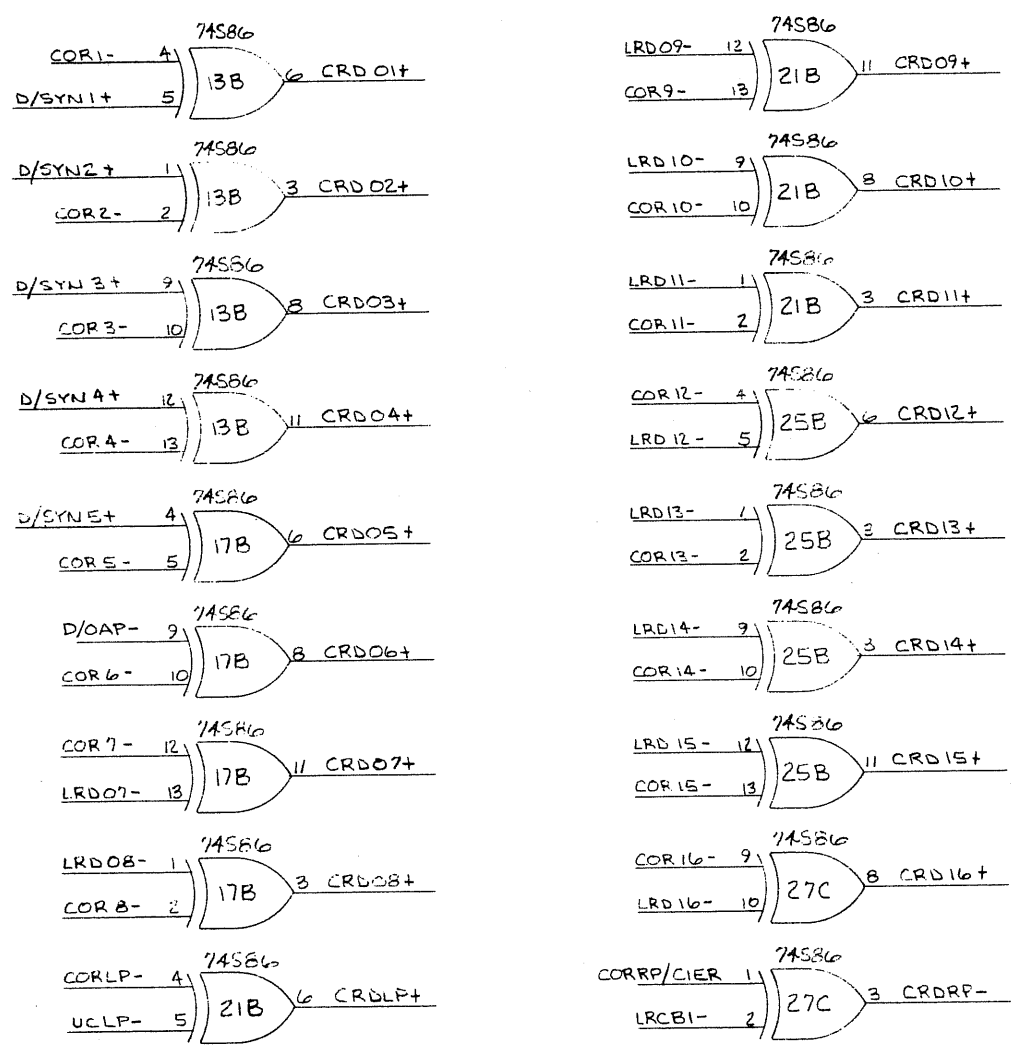 74S86
COR1- 4 13B 6 CRD01+
D/SYN1+ 5
74S86
D/SYN2+ 1 13B 3 CRD02+
COR2- 2
74S86
D/SYN3+ 9 13B 8 CRD03+
COR3- 10
74S86
D/SYN4+ 12 13B 11 CRD04+
COR4- 13
74S86
D/SYN5+ 4 17B 6 CRD05+
COR5- 5
74S86
D/OAP- 9 17B 8 CRD06+
COR6- 10
74S86
COR7- 12 17B 11 CRD07+
LRD07- 13
74S86
LRD08- 1 17B 3 CRD08+
COR8- 2
74S86
CORLP- 4 21B 6 CRDLP+
UCLP- 5
74S86
LRD09- 12 21B 11 CRD09+
COR9- 13
74S86
LRD10- 9 21B 8 CRD10+
COR10- 10
74S86
LRD11- 1 21B 3 CRD11+
COR11- 2
74S86
COR12- 4 25B 6 CRD12+
LRD12- 5
74S86
LRD13- 1 25B 3 CRD13+
COR13- 2
74S86
LRD14- 9 25B 3 CRD14+
COR14- 10
74S86
LRD15- 12 25B 11 CRD15+
COR15- 13
74S86
COR16- 9 27C 8 CRD16+
LRD16- 10
74S86
CORRP/CIER 1 27C 3 CRDRP-
LRCB1- 2